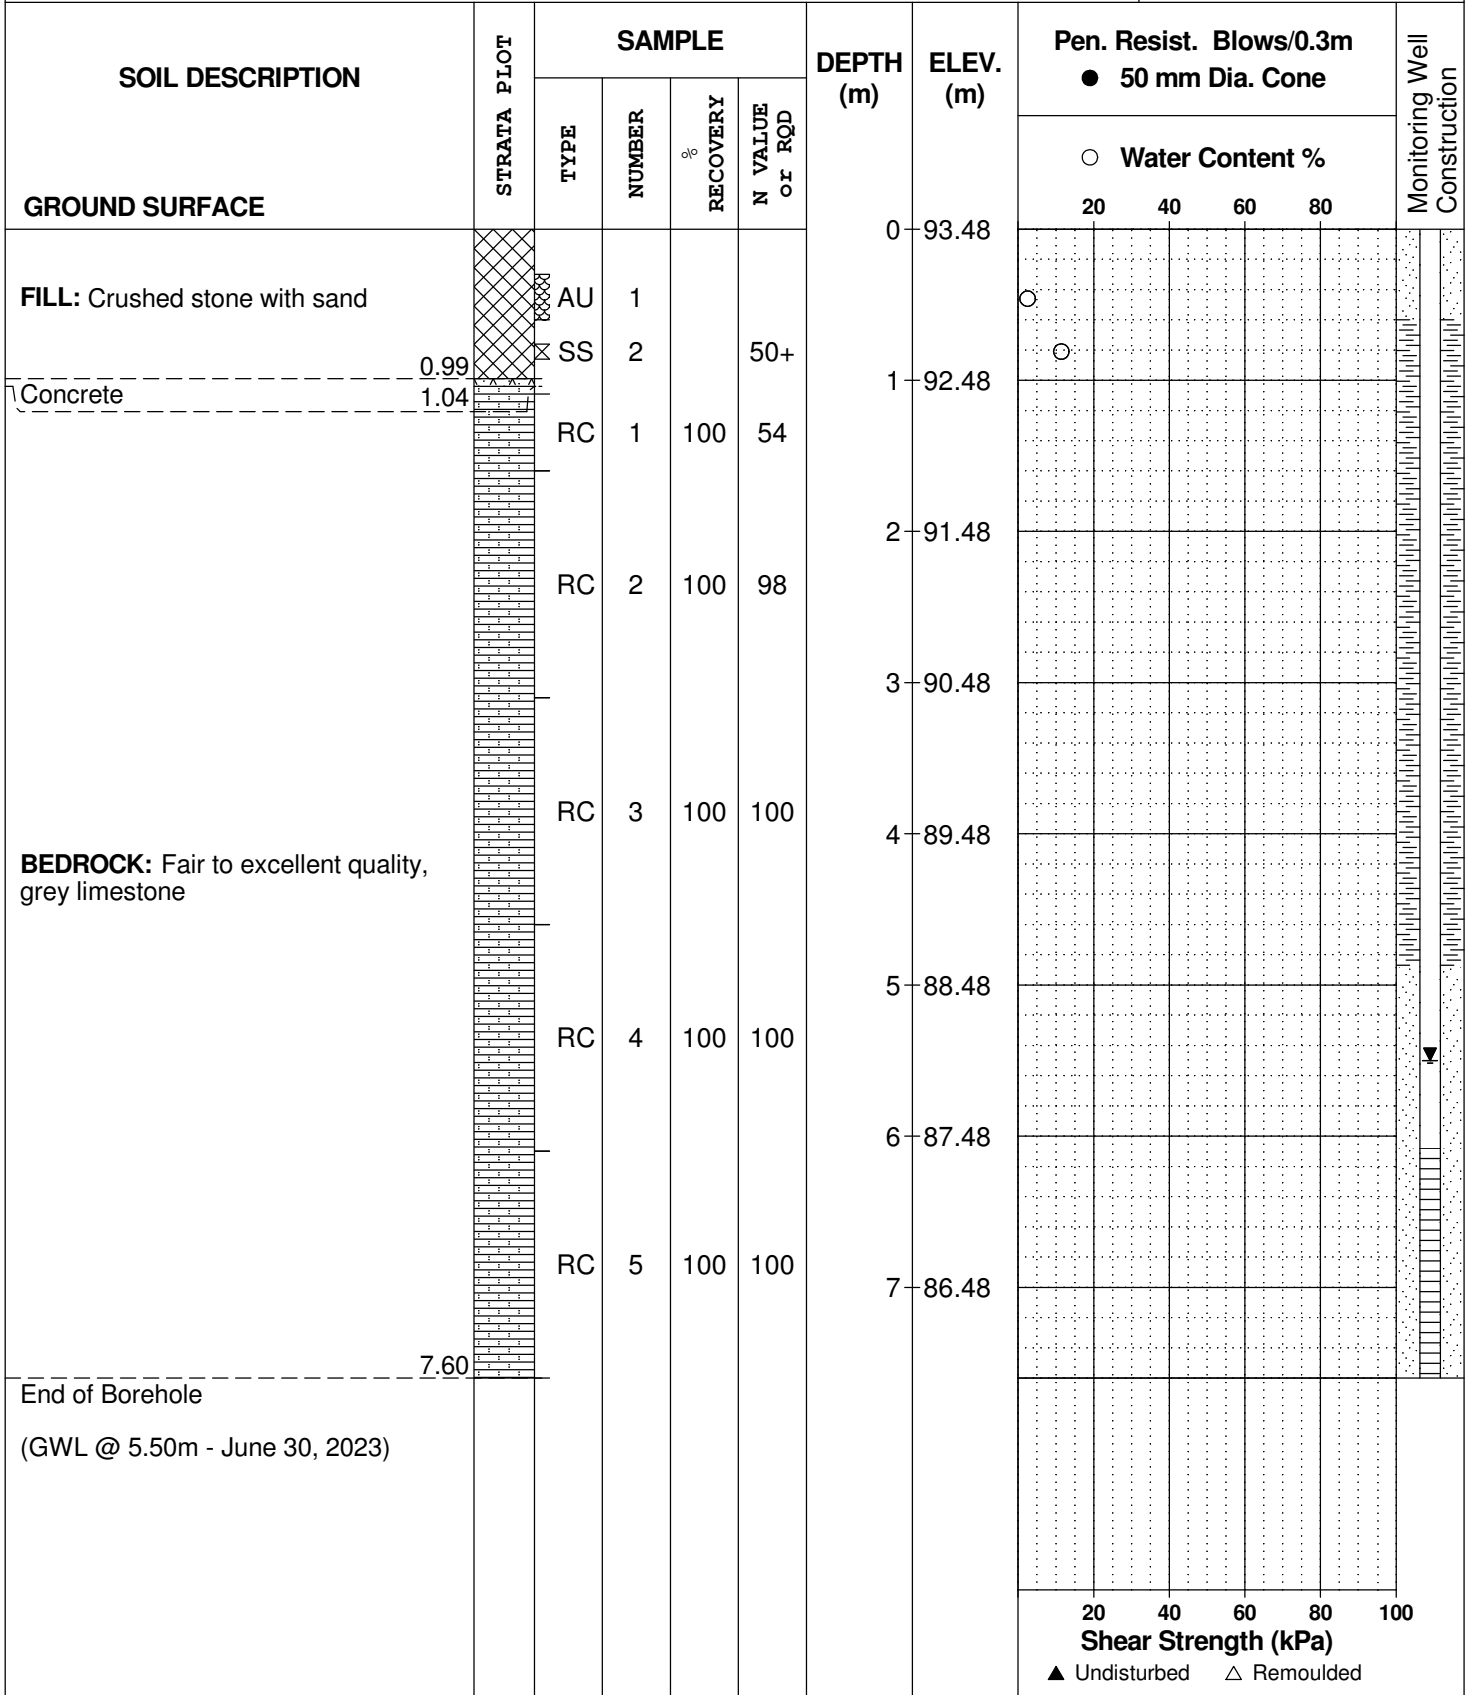 SOIL DESCRIPTION
GROUND SURFACE
STRATA PLOT
SAMPLE
TYPE
NUMBER
%
RECOVERY
N VALUE
or RQD
DEPTH
(m)
ELEV.
(m)
Pen. Resist. Blows/0.3m
● 50 mm Dia. Cone
○ Water Content %
20 40 60 80
Monitoring Well
Construction
0 93.48
FILL: Crushed stone with sand
AU 1
SS 2 50+
0.99
1 92.48
Concrete 1.04
RC 1 100 54
2 91.48
RC 2 100 98
3 90.48
RC 3 100 100
4 89.48
BEDROCK: Fair to excellent quality,
grey limestone
5 88.48
RC 4 100 100
6 87.48
RC 5 100 100
7 86.48
7.60
End of Borehole
(GWL @ 5.50m - June 30, 2023)
20 40 60 80 100
Shear Strength (kPa)
▲ Undisturbed △ Remoulded